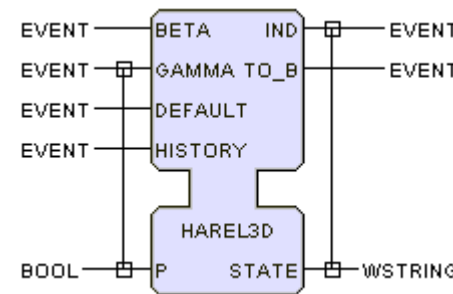 EVENT BETA IND EVENT
EVENT GAMMA TO_B EVENT
EVENT DEFAULT
EVENT HISTORY
HAREL3D
BOOL P STATE WSTRING